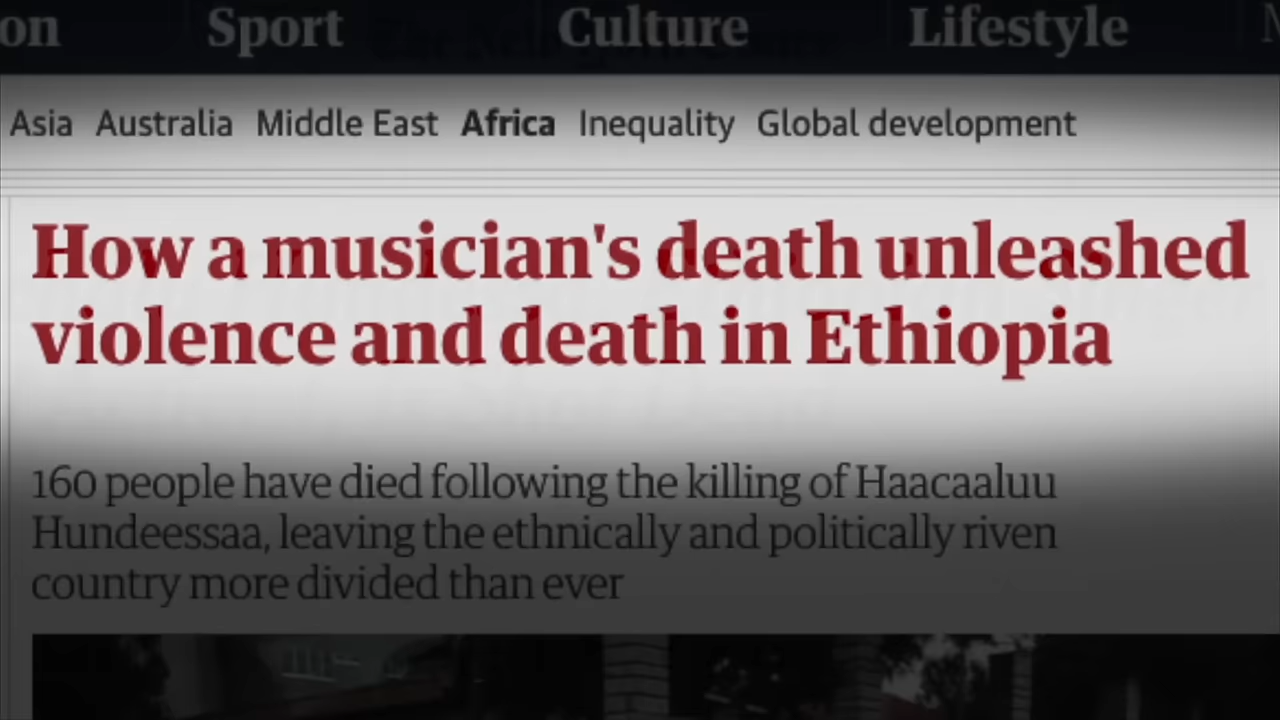 on Sport Culture Lifestyle
Asia Australia Middle East Africa Inequality Global development
How a musician's death unleashed
violence and death in Ethiopia
160 people have died following the killing of Haacaaluu
Hundeessaa, leaving the ethnically and politically riven
country more divided than ever